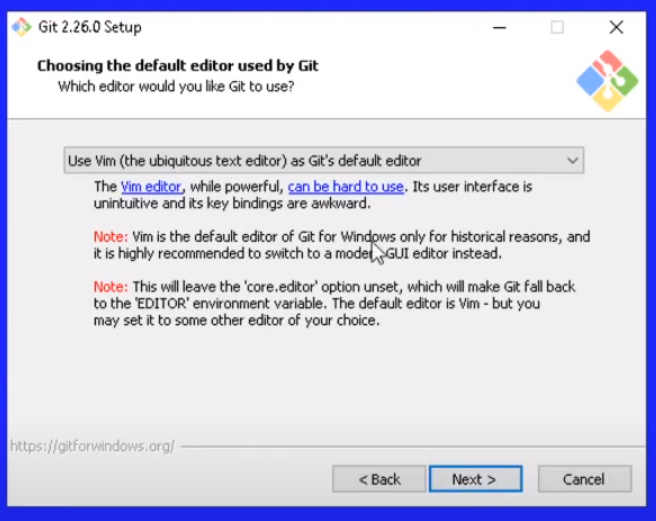 Git 2.26.0 Setup
Choosing the default editor used by Git
Which editor would you like Git to use?
Use Vim (the ubiquitous text editor) as Git's default editor
The Vim editor, while powerful, can be hard to use. Its user interface is
unintuitive and its key bindings are awkward.
Note: Vim is the default editor of Git for Windows only for historical reasons, and
it is highly recommended to switch to a modern GUI editor instead.
Note: This will leave the 'core.editor' option unset, which will make Git fall back
to the 'EDITOR' environment variable. The default editor is Vim - but you
may set it to some other editor of your choice.
https://gitforwindows.org/
< Back
Next >
Cancel